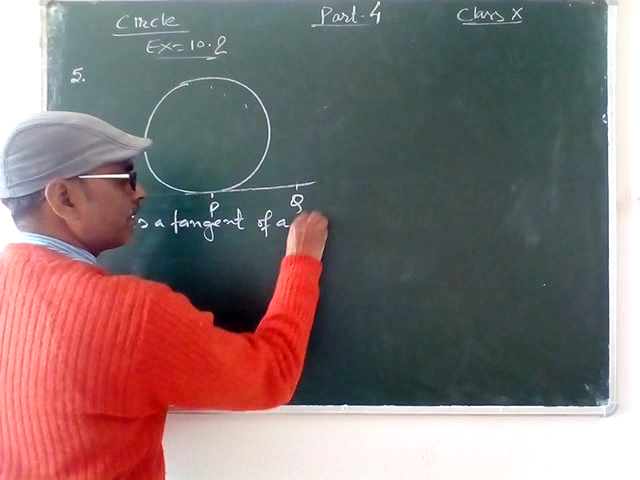 Circle
Part-4
Class X
EX=10.2
5.
P
Q
is a tangent of a